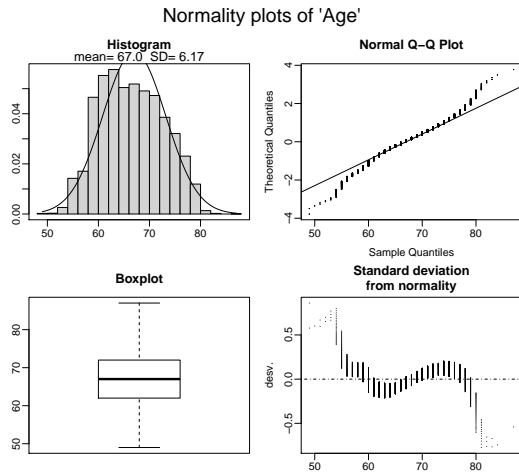 Normality plots of 'Age'
Histogram
mean= 67.0 SD= 6.17
0.00
0.02
0.04
50
60
70
80
Normal Q−Q Plot
Theoretical Quantiles
−4
−2
0
2
4
50
60
70
80
Sample Quantiles
Boxplot
50
60
70
80
Standard deviation
from normality
desv.
−0.5
0.0
0.5
50
60
70
80